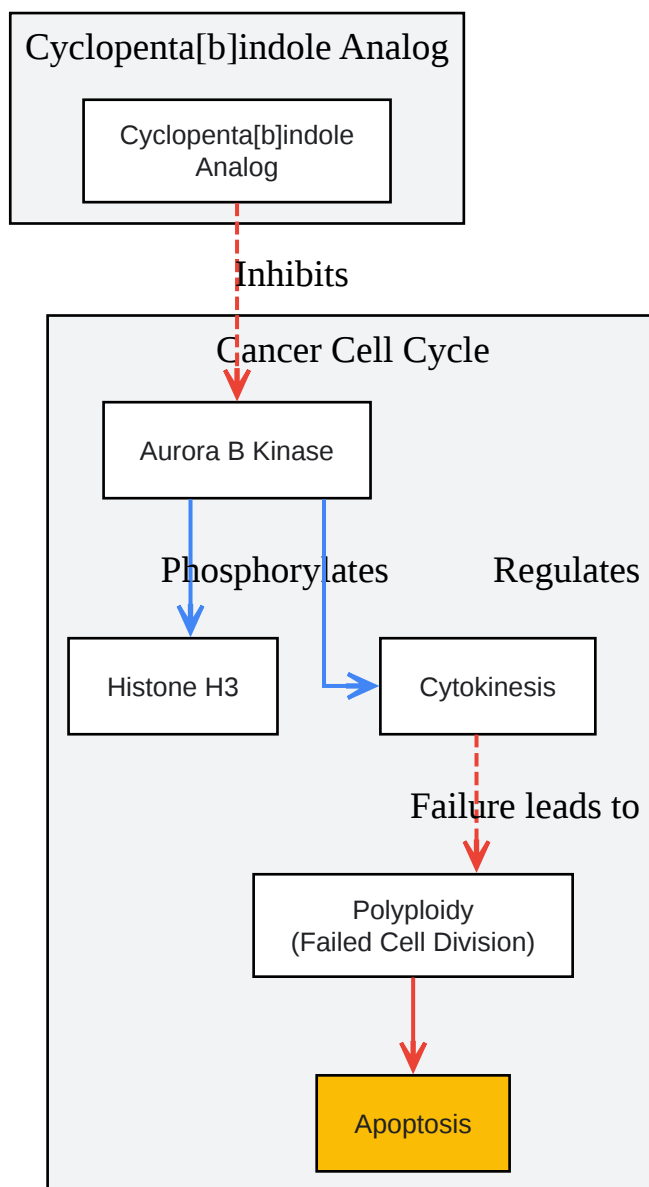 Cyclopenta[b]indole Analog
Cyclopenta[b]indole
Analog
Inhibits
Cancer Cell Cycle
Aurora B Kinase
Phosphorylates
Regulates
Histone H3
Cytokinesis
Failure leads to
Polyploidy
(Failed Cell Division)
Apoptosis